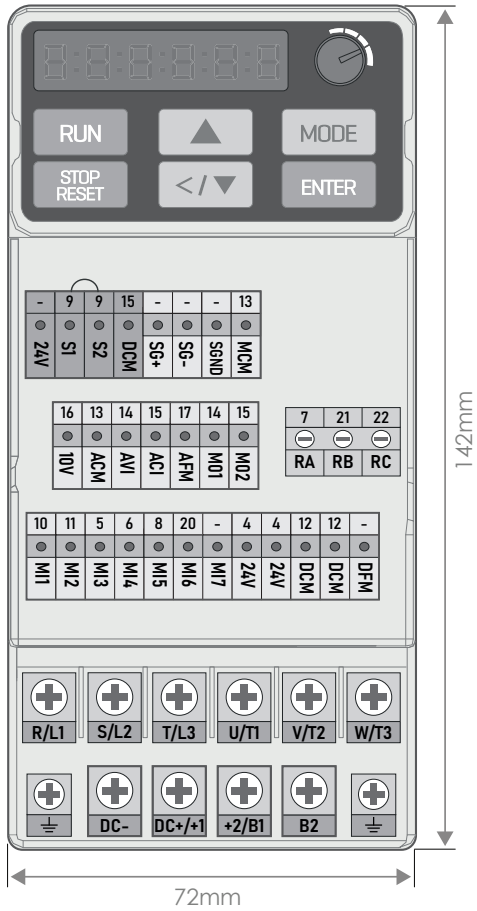 RUN ▲ MODE
STOP RESET </▼ ENTER
- 9 9 15 - - - 13
24V S1 S2 DCM SG+ SG- SGND MCM
16 13 14 15 17 14 15
10V ACM AVI ACI AFM MO1 MO2
7 21 22
RA RB RC
10 11 5 6 8 20 - 4 4 12 12 -
MI1 MI2 MI3 MI4 MI5 MI6 MI7 24V 24V DCM DCM DFM
R/L1 S/L2 T/L3 U/T1 V/T2 W/T3
DC- DC+/+1 +2/B1 B2
142mm
72mm